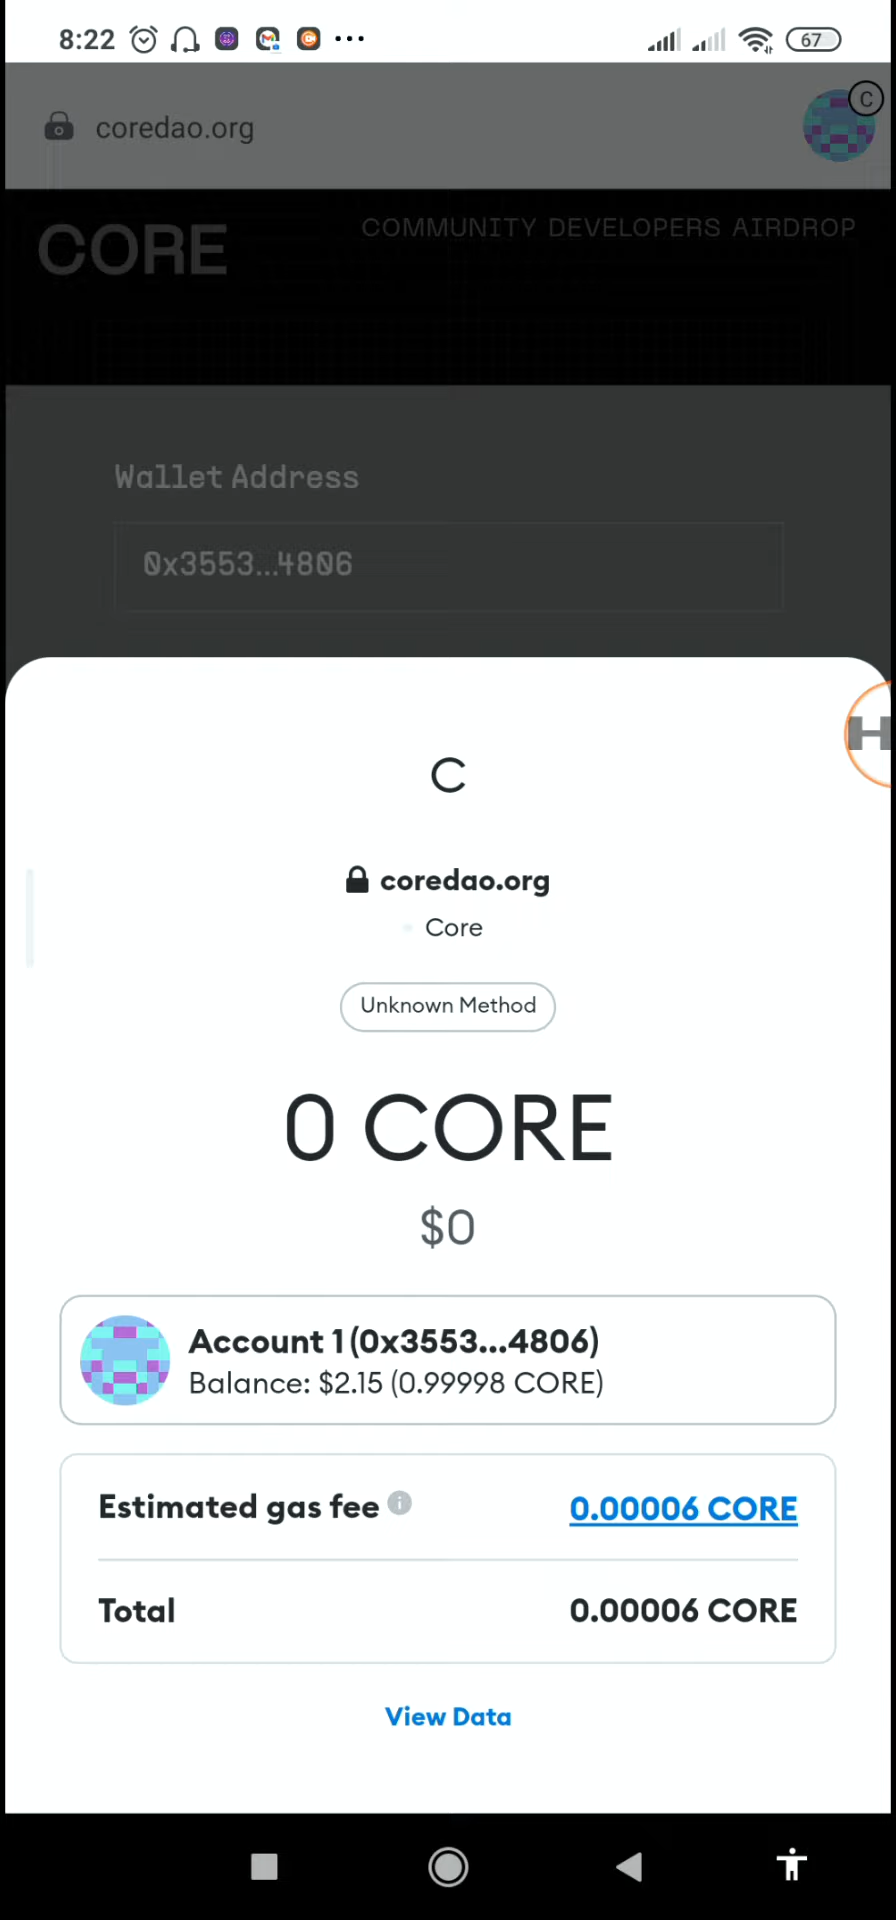 8:22
67
coredao.org
C
CORE
COMMUNITY DEVELOPERS AIRDROP
Wallet Address
0x3553...4806
H
C
coredao.org
Core
Unknown Method
0 CORE
$0
Account 1 (0x3553...4806)
Balance: $2.15 (0.99998 CORE)
Estimated gas fee
0.00006 CORE
Total
0.00006 CORE
View Data